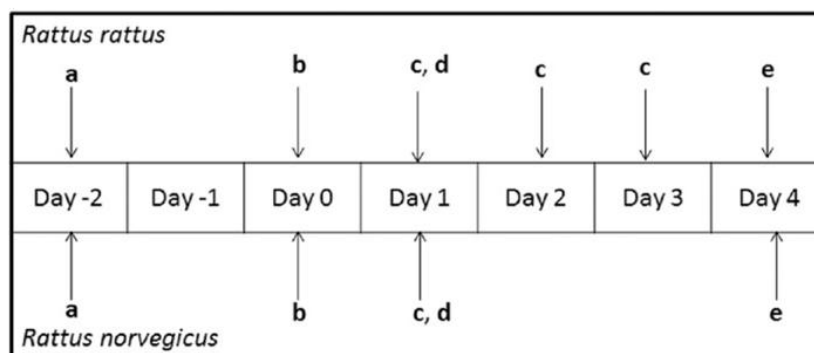 Rattus rattus
a b c, d c c e
Day -2 Day -1 Day 0 Day 1 Day 2 Day 3 Day 4
a b c, d e
Rattus norvegicus